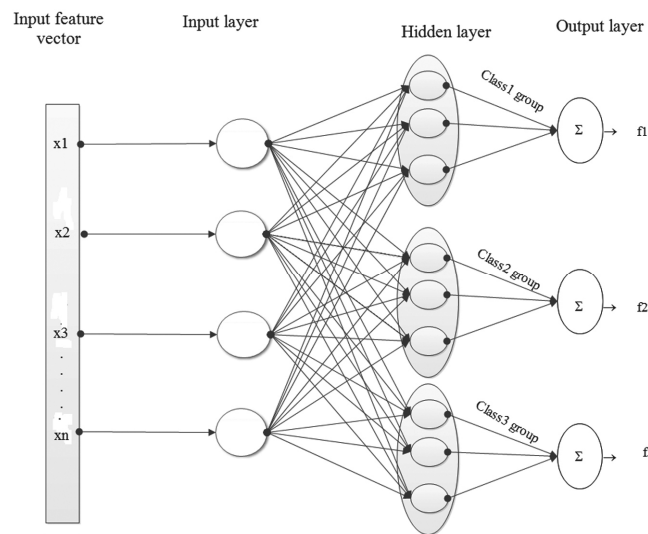 Input feature
vector
Input layer
Hidden layer
Output layer
x1
x2
x3
xn
Class1 group
Class2 group
Class3 group
Σ
f1
Σ
f2
Σ